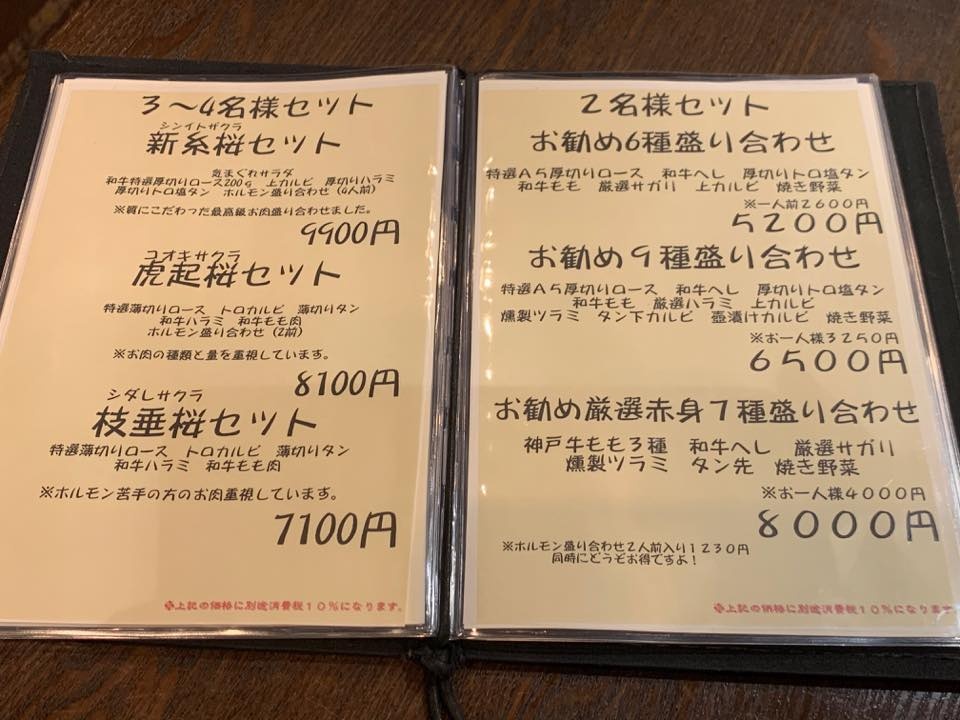 3～4名様セット
シンイトザクラ
新糸桜セット
気まぐれサラダ
和牛特選厚切りロース200g 上カルビ 厚切りハラミ
厚切りトロ塩タン ホルモン盛り合わせ(4人前)
※質にこだわった最高級お肉盛り合わせました。
9900円
コオキザクラ
虎起桜セット
特選薄切りロース トロカルビ 薄切りタン
和牛ハラミ 和牛もも肉
ホルモン盛り合わせ(2前)
※お肉の種類と量を重視しています。
8100円
シダレサクラ
枝垂桜セット
特選薄切りロース トロカルビ 薄切りタン
和牛ハラミ 和牛もも肉
※ホルモン苦手の方のお肉重視しています。
7100円
※上記の価格に別途消費税10%になります。
2名様セット
お勧め6種盛り合わせ
特選A5厚切りロース 和牛へし 厚切りトロ塩タン
和牛もも 厳選サガリ 上カルビ 焼き野菜
※一人前2600円
5200円
お勧め9種盛り合わせ
特選A5厚切りロース 和牛へし 厚切りトロ塩タン
和牛もも 厳選ハラミ 上カルビ
燻製ツラミ タン下カルビ 壺漬けカルビ 焼き野菜
※お一人様3250円
6500円
お勧め厳選赤身7種盛り合わせ
神戸牛もも3種 和牛へし 厳選サガリ
燻製ツラミ タン先 焼き野菜
※お一人様4000円
8000円
※ホルモン盛り合わせ2人前入り1230円
同時にどうぞお得ですよ!
※上記の価格に別途消費税10%になります。